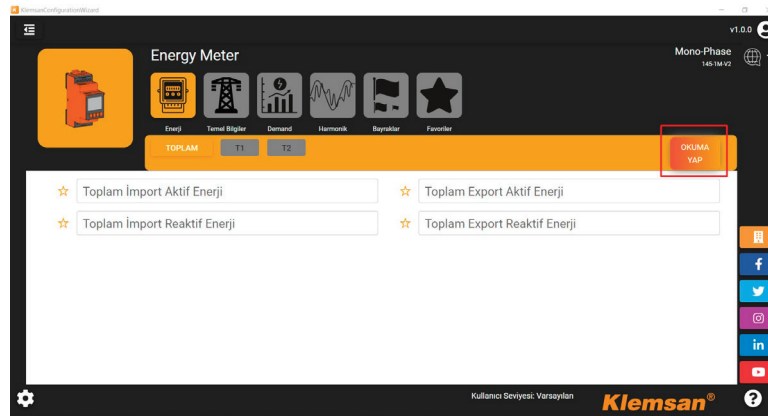 KlemsanConfigurationWizard
v1.0.0
Energy Meter
Mono-Phase
145-1M-V2
Enerji
Temel Bilgiler
Demand
Harmonik
Bayraklar
Favoriler
TOPLAM
T1
T2
OKUMA
YAP
Toplam İmport Aktif Enerji
Toplam Export Aktif Enerji
Toplam İmport Reaktif Enerji
Toplam Export Reaktif Enerji
Kullanıcı Seviyesi: Varsayılan
Klemsan®